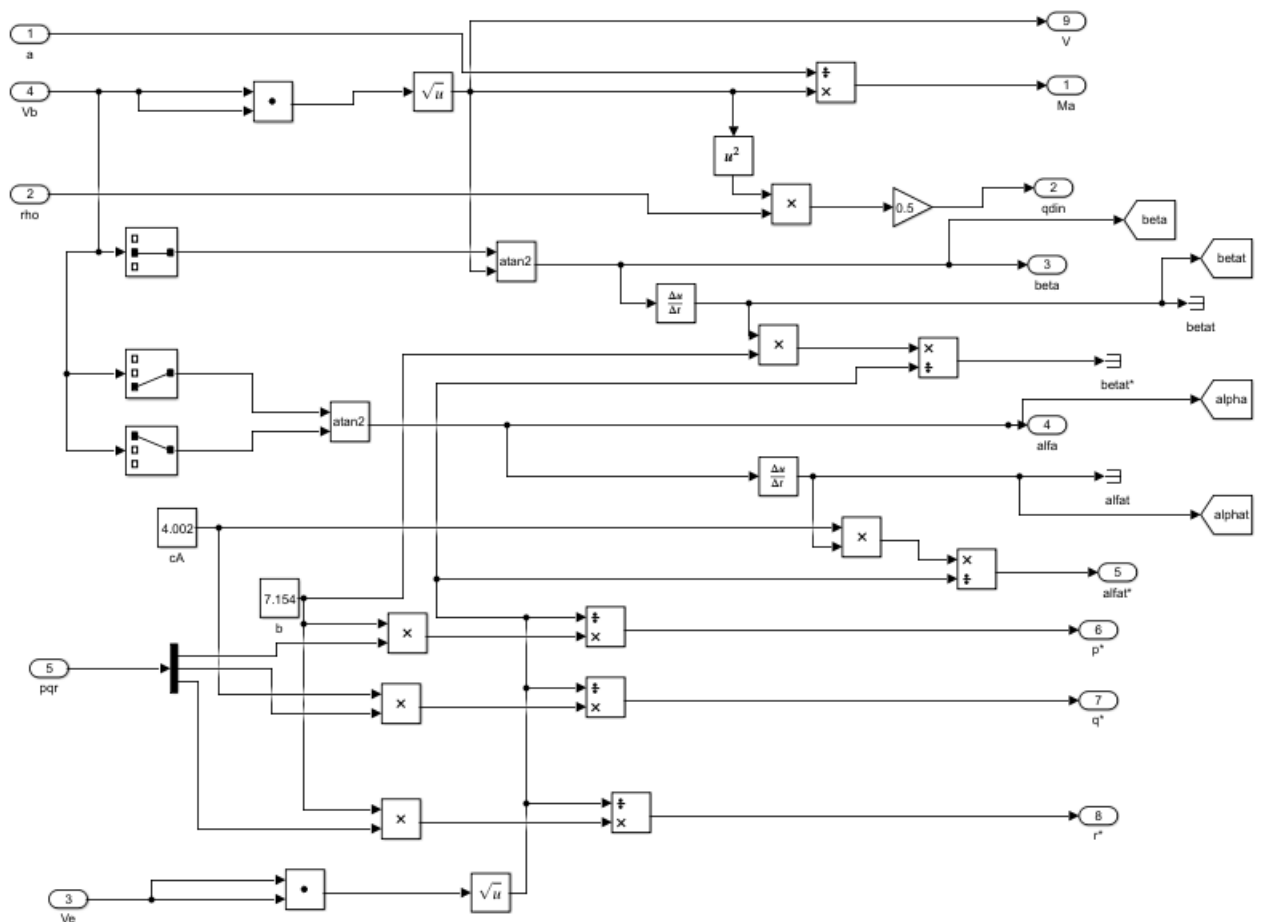 1
a
4
Vb
√u
÷
×
9
V
1
Ma
u²
2
rho
×
0.5
2
qdin
beta
atan2
3
beta
betat
Δu
Δt
betat
×
×
÷
betat*
atan2
alpha
4
alfa
Δu
Δt
alfat
alphat
4.002
cA
×
×
÷
5
alfat*
7.154
b
×
÷
×
6
p*
5
pqr
×
÷
×
7
q*
×
÷
×
8
r*
3
Ve
√u